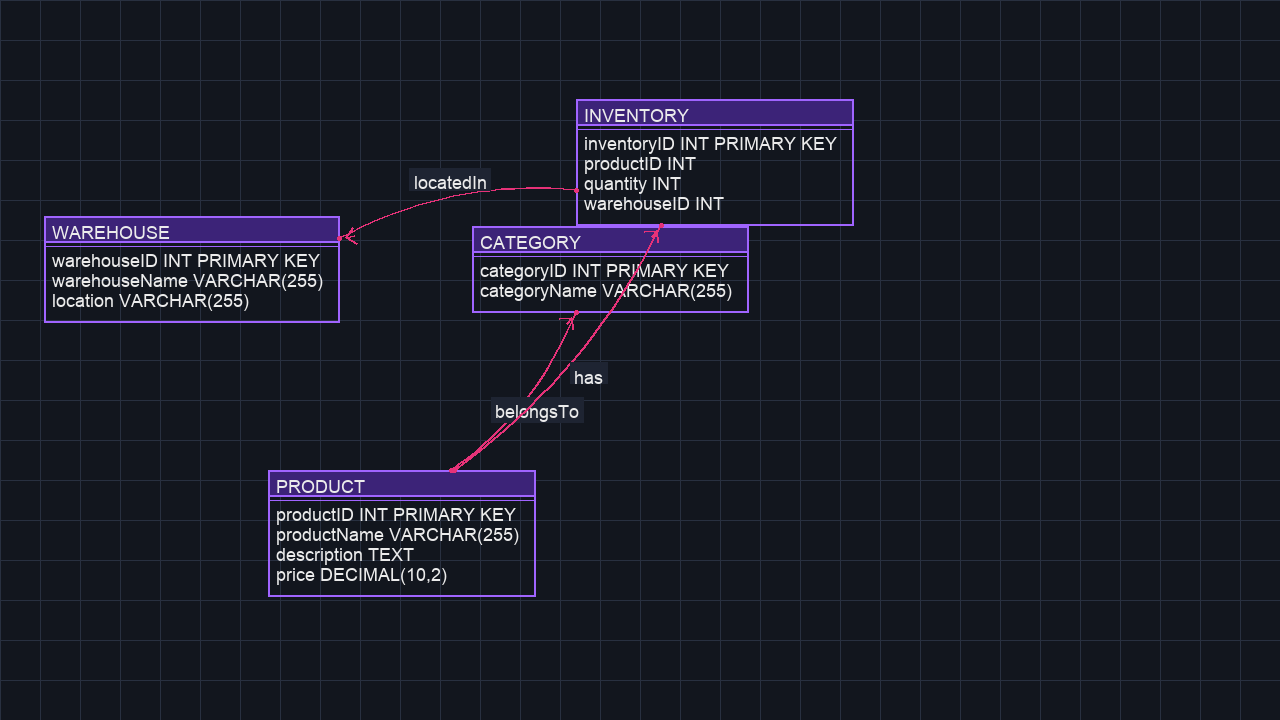 INVENTORY
inventoryID INT PRIMARY KEY
productID INT
quantity INT
warehouseID INT
locatedIn
WAREHOUSE
warehouseID INT PRIMARY KEY
warehouseName VARCHAR(255)
location VARCHAR(255)
CATEGORY
categoryID INT PRIMARY KEY
categoryName VARCHAR(255)
has
belongsTo
PRODUCT
productID INT PRIMARY KEY
productName VARCHAR(255)
description TEXT
price DECIMAL(10,2)